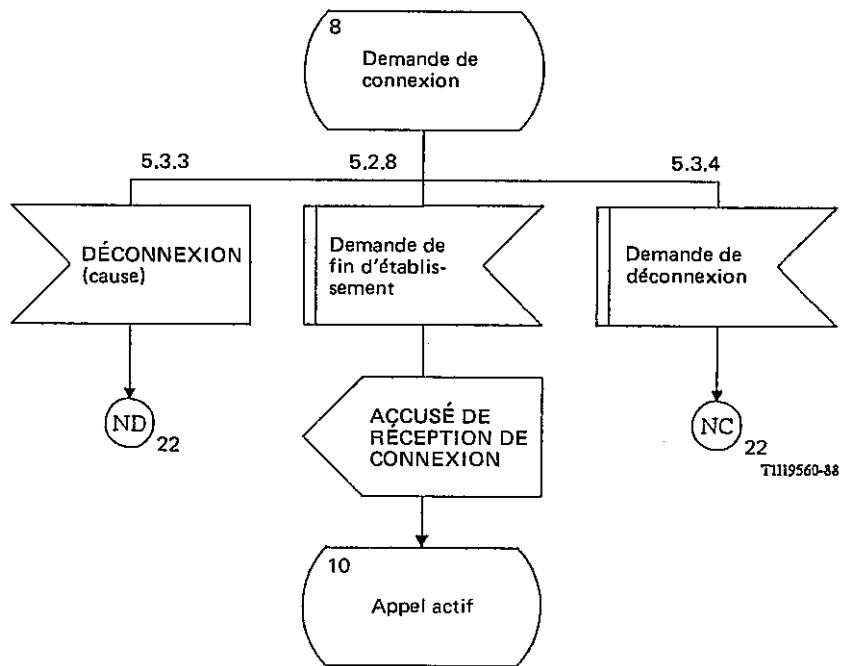 8
Demande de
connexion
5.3.3
5.2.8
5.3.4
DÉCONNEXION
(cause)
Demande de
fin d'établis-
sement
Demande de
déconnexion
ND
22
ACCUSÉ DE
RÉCEPTION DE
CONNEXION
NC
22
T1119560-88
10
Appel actif